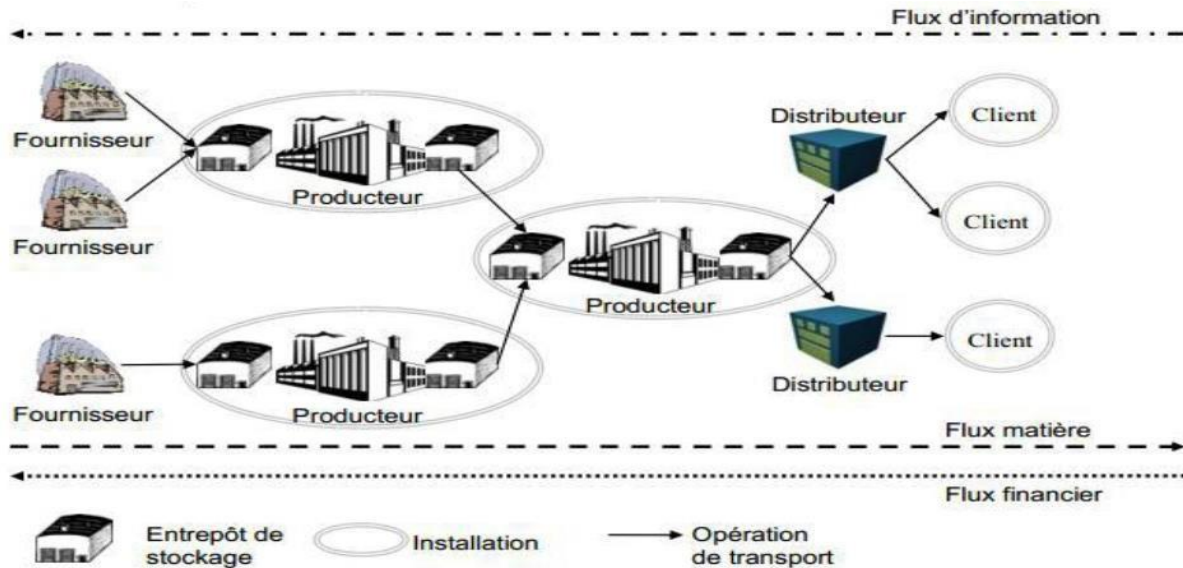 Flux d'information
Fournisseur
Fournisseur
Fournisseur
Producteur
Producteur
Producteur
Distributeur
Distributeur
Client
Client
Client
Flux matière
Flux financier
Entrepôt de
stockage
Installation
Opération
de transport